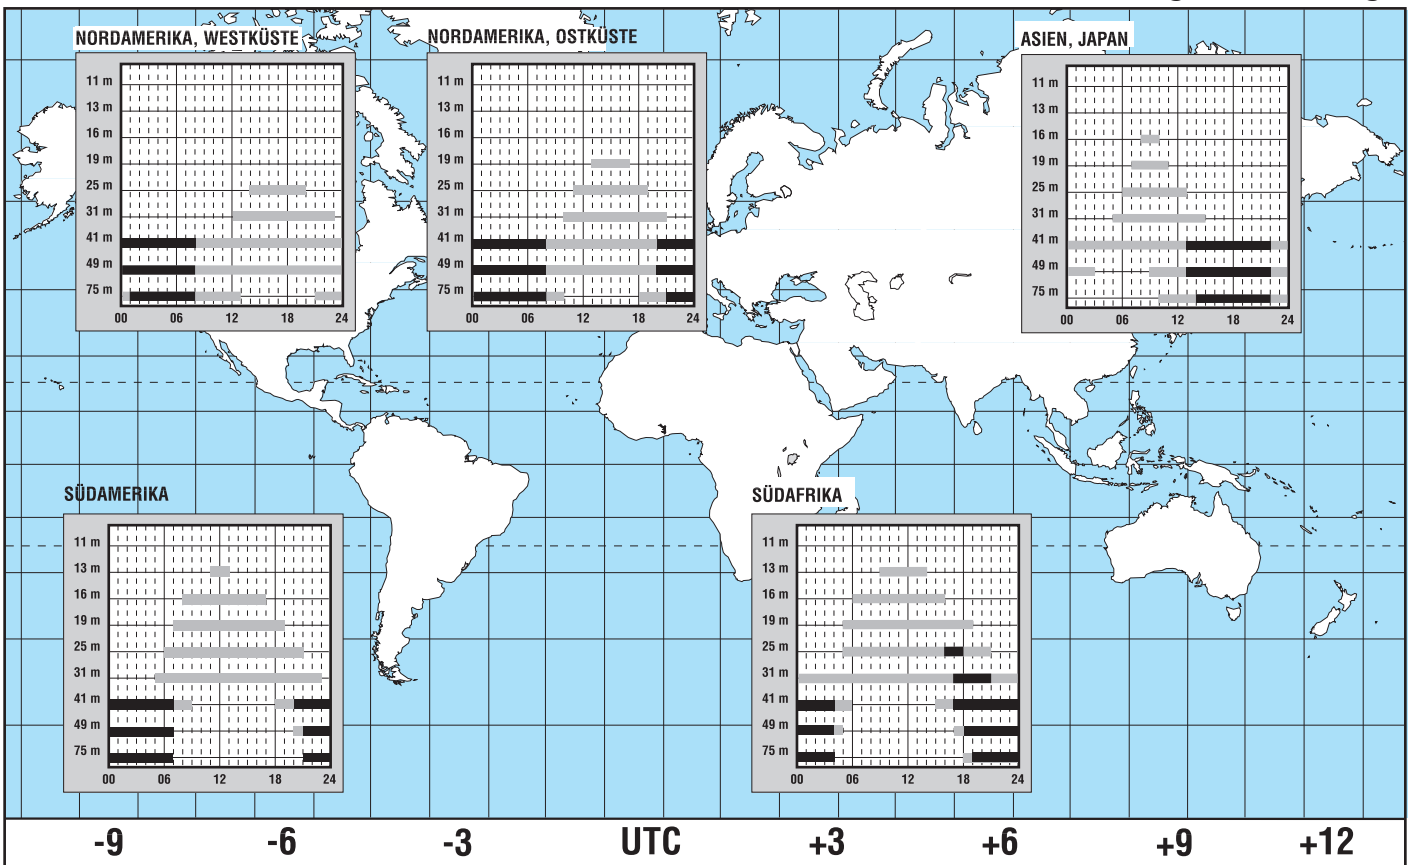 NORDAMERIKA, WESTKÜSTE
11 m
13 m
16 m
19 m
25 m
31 m
41 m
49 m
75 m
00 06 12 18 24
NORDAMERIKA, OSTKÜSTE
11 m
13 m
16 m
19 m
25 m
31 m
41 m
49 m
75 m
00 06 12 18 24
ASIEN, JAPAN
11 m
13 m
16 m
19 m
25 m
31 m
41 m
49 m
75 m
00 06 12 18 24
SÜDAMERIKA
11 m
13 m
16 m
19 m
25 m
31 m
41 m
49 m
75 m
00 06 12 18 24
SÜDAFRIKA
11 m
13 m
16 m
19 m
25 m
31 m
41 m
49 m
75 m
00 06 12 18 24
-9 -6 -3 UTC +3 +6 +9 +12